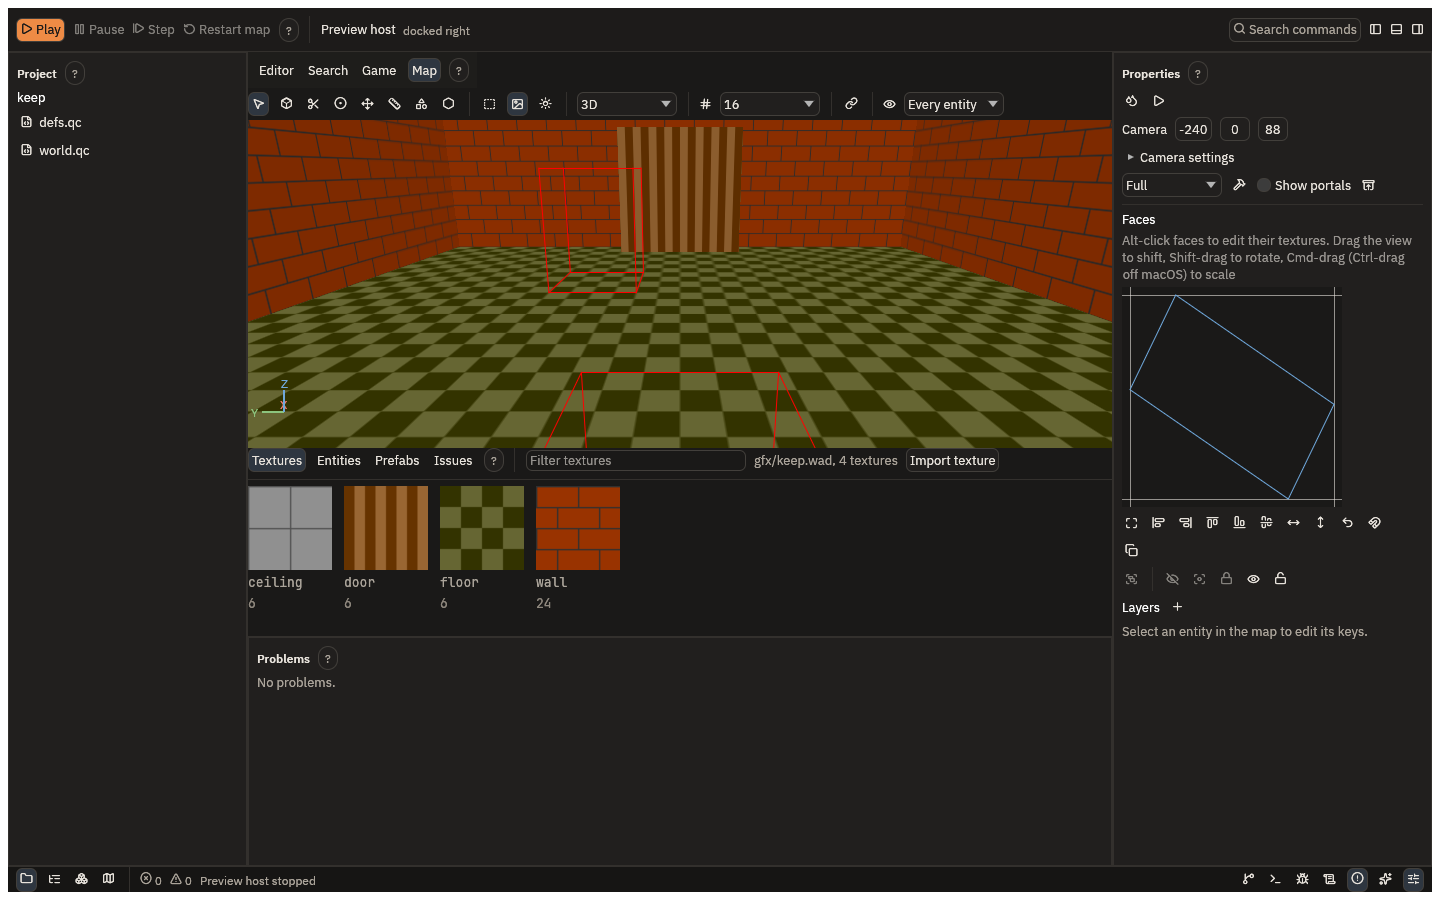 Play Pause Step Restart map ? Preview host docked right Search commands
Project ?
keep
defs.qc
world.qc
Editor Search Game Map ?
3D 16 Every entity
Z
Y X
Textures Entities Prefabs Issues ? Filter textures gfx/keep.wad, 4 textures Import texture
ceiling door floor wall
6 6 6 24
Problems ?
No problems.
Properties ?
Camera -240 0 88
Camera settings
Full Show portals
Faces
Alt-click faces to edit their textures. Drag the view
to shift, Shift-drag to rotate, Cmd-drag (Ctrl-drag
off macOS) to scale
Layers +
Select an entity in the map to edit its keys.
0 0 Preview host stopped